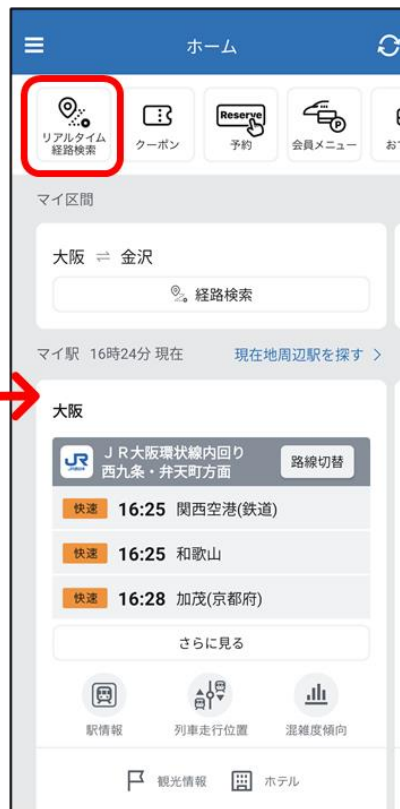 ホーム
リアルタイム
経路検索
クーポン
Reserve
予約
P
会員メニュー
マイ区間
大阪 ⇌ 金沢
経路検索
マイ駅 16時24分 現在
現在地周辺駅を探す >
大阪
JR
ＪＲ大阪環状線内回り
西九条・弁天町方面
路線切替
快速 16:25 関西空港(鉄道)
快速 16:25 和歌山
快速 16:28 加茂(京都府)
さらに見る
駅情報
列車走行位置
混雑度傾向
観光情報
ホテル